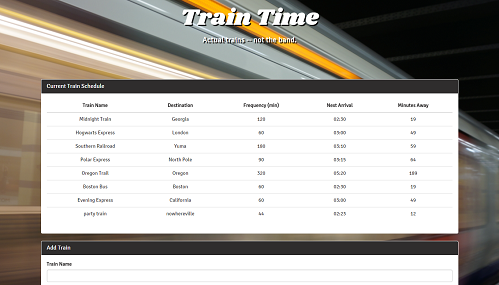 Train Time
Actual trains — not the band.
Current Train Schedule
Train Name Destination Frequency (min) Next Arrival Minutes Away
Midnight Train Georgia 120 02:30 19
Hogwarts Express London 60 03:00 49
Southern Railroad Yuma 180 03:10 59
Polar Express North Pole 90 03:15 64
Oregon Trail Oregon 320 05:20 189
Boston Bus Boston 60 02:30 19
Evening Express California 60 03:00 49
party train nowhereville 44 02:23 12
Add Train
Train Name